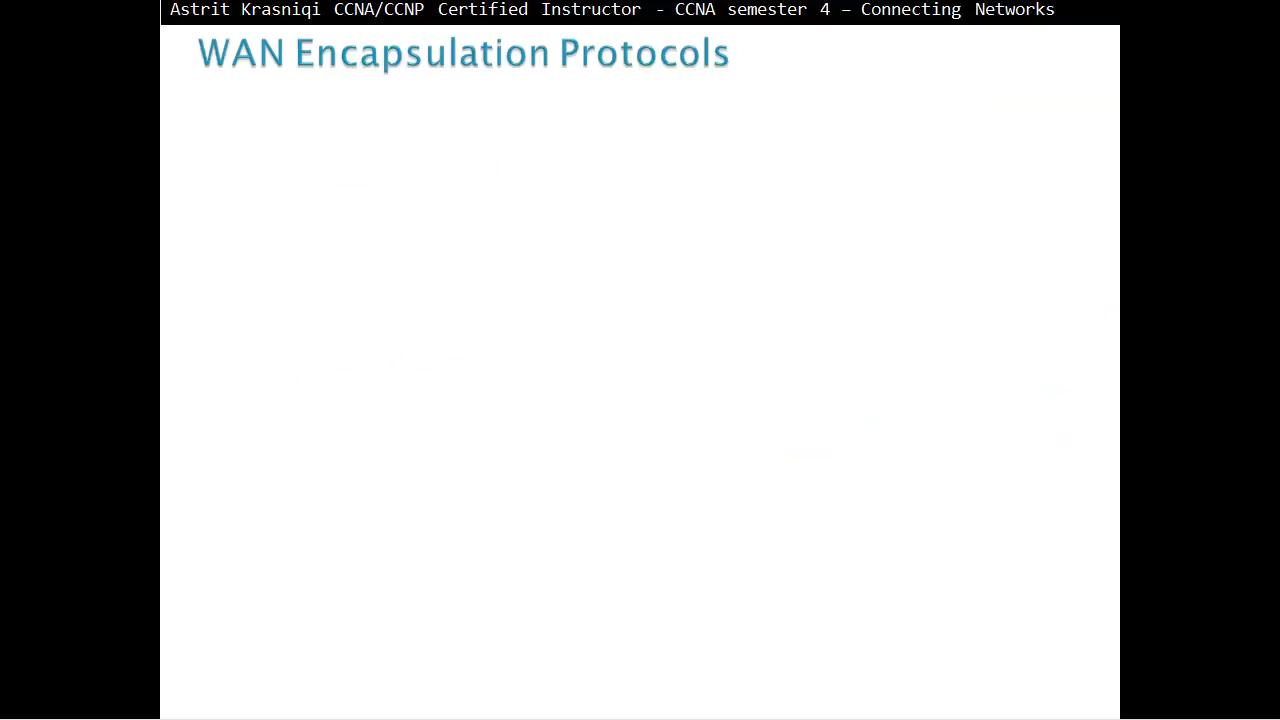 Astrit Krasniqi CCNA/CCNP Certified Instructor - CCNA semester 4 – Connecting Networks
WAN Encapsulation Protocols